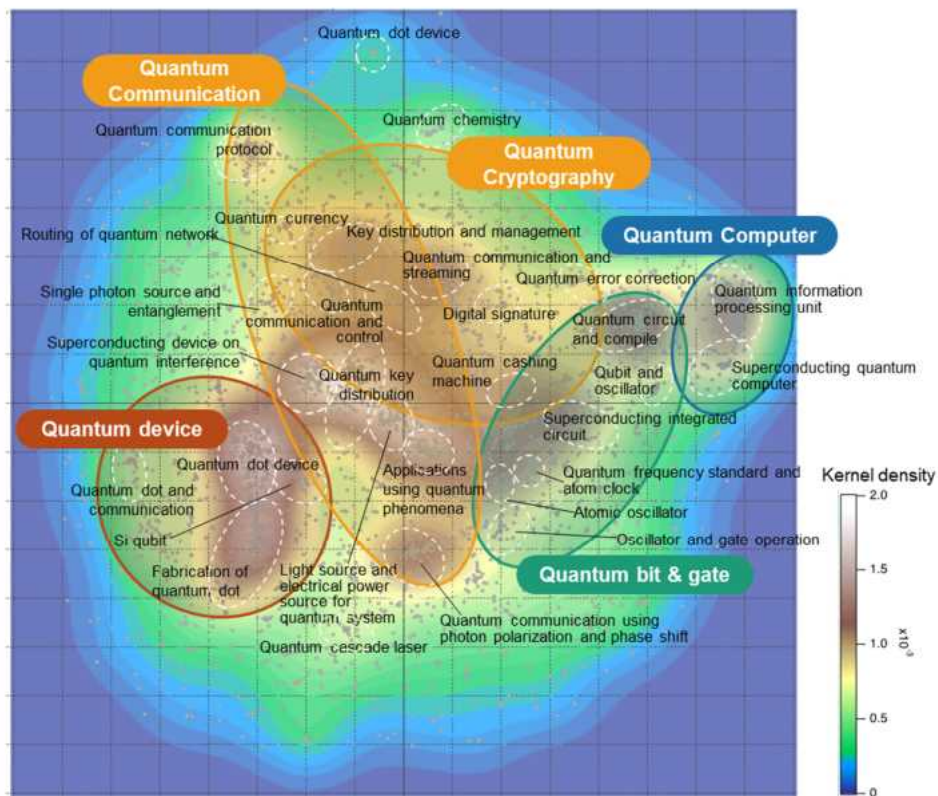 Quantum dot device
Quantum
Communication
Quantum chemistry
Quantum communication
protocol
Quantum
Cryptography
Quantum currency
Routing of quantum network
Key distribution and management
Quantum Computer
Quantum communication and
streaming
Quantum error correction
Single photon source and
entanglement
Quantum
communication and
control
Digital signature
Quantum circuit
and compile
Quantum information
processing unit
Superconducting device on
quantum interference
Quantum key
distribution
Quantum cashing
machine
Qubit and
oscillator
Superconducting quantum
computer
Quantum device
Superconducting integrated
circuit
Quantum dot device
Quantum dot and
communication
Applications
using quantum
phenomena
Quantum frequency standard and
atom clock
Atomic oscillator
Si qubit
Oscillator and gate operation
Fabrication of
quantum dot
Light source and
electrical power
source for
quantum system
Quantum bit & gate
Quantum communication using
photon polarization and phase shift
Quantum cascade laser
Kernel density
2.0
1.5
1.0
x10⁻³
0.5
0